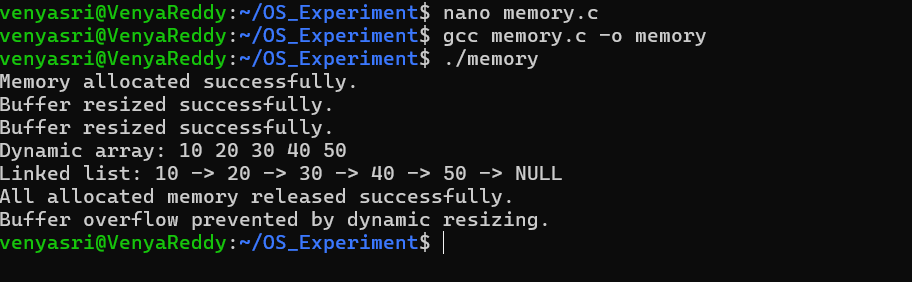 venyasri@VenyaReddy:~/OS_Experiment$ nano memory.c
venyasri@VenyaReddy:~/OS_Experiment$ gcc memory.c -o memory
venyasri@VenyaReddy:~/OS_Experiment$ ./memory
Memory allocated successfully.
Buffer resized successfully.
Buffer resized successfully.
Dynamic array: 10 20 30 40 50
Linked list: 10 -> 20 -> 30 -> 40 -> 50 -> NULL
All allocated memory released successfully.
Buffer overflow prevented by dynamic resizing.
venyasri@VenyaReddy:~/OS_Experiment$